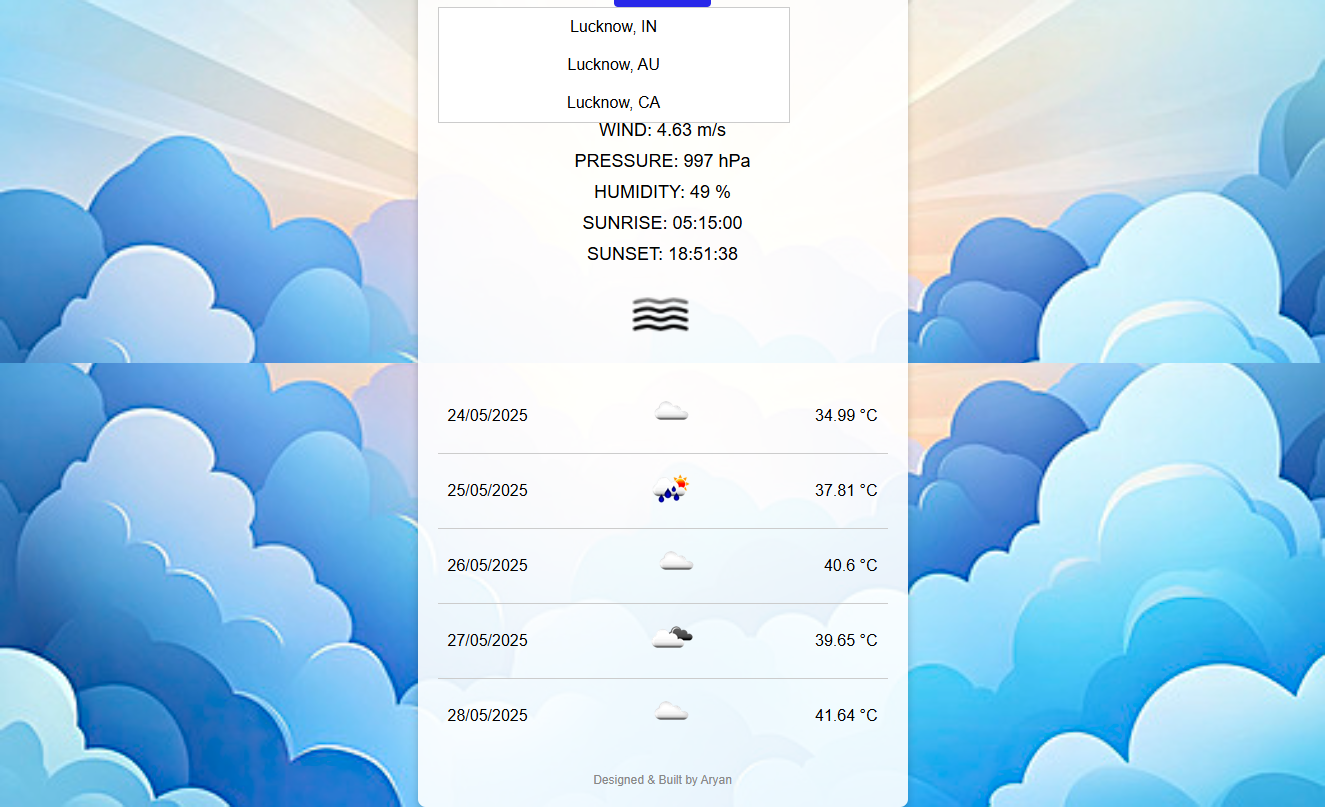 Lucknow, IN
Lucknow, AU
Lucknow, CA
WIND: 4.63 m/s
PRESSURE: 997 hPa
HUMIDITY: 49 %
SUNRISE: 05:15:00
SUNSET: 18:51:38
24/05/2025 34.99 °C
25/05/2025 37.81 °C
26/05/2025 40.6 °C
27/05/2025 39.65 °C
28/05/2025 41.64 °C
Designed & Built by Aryan